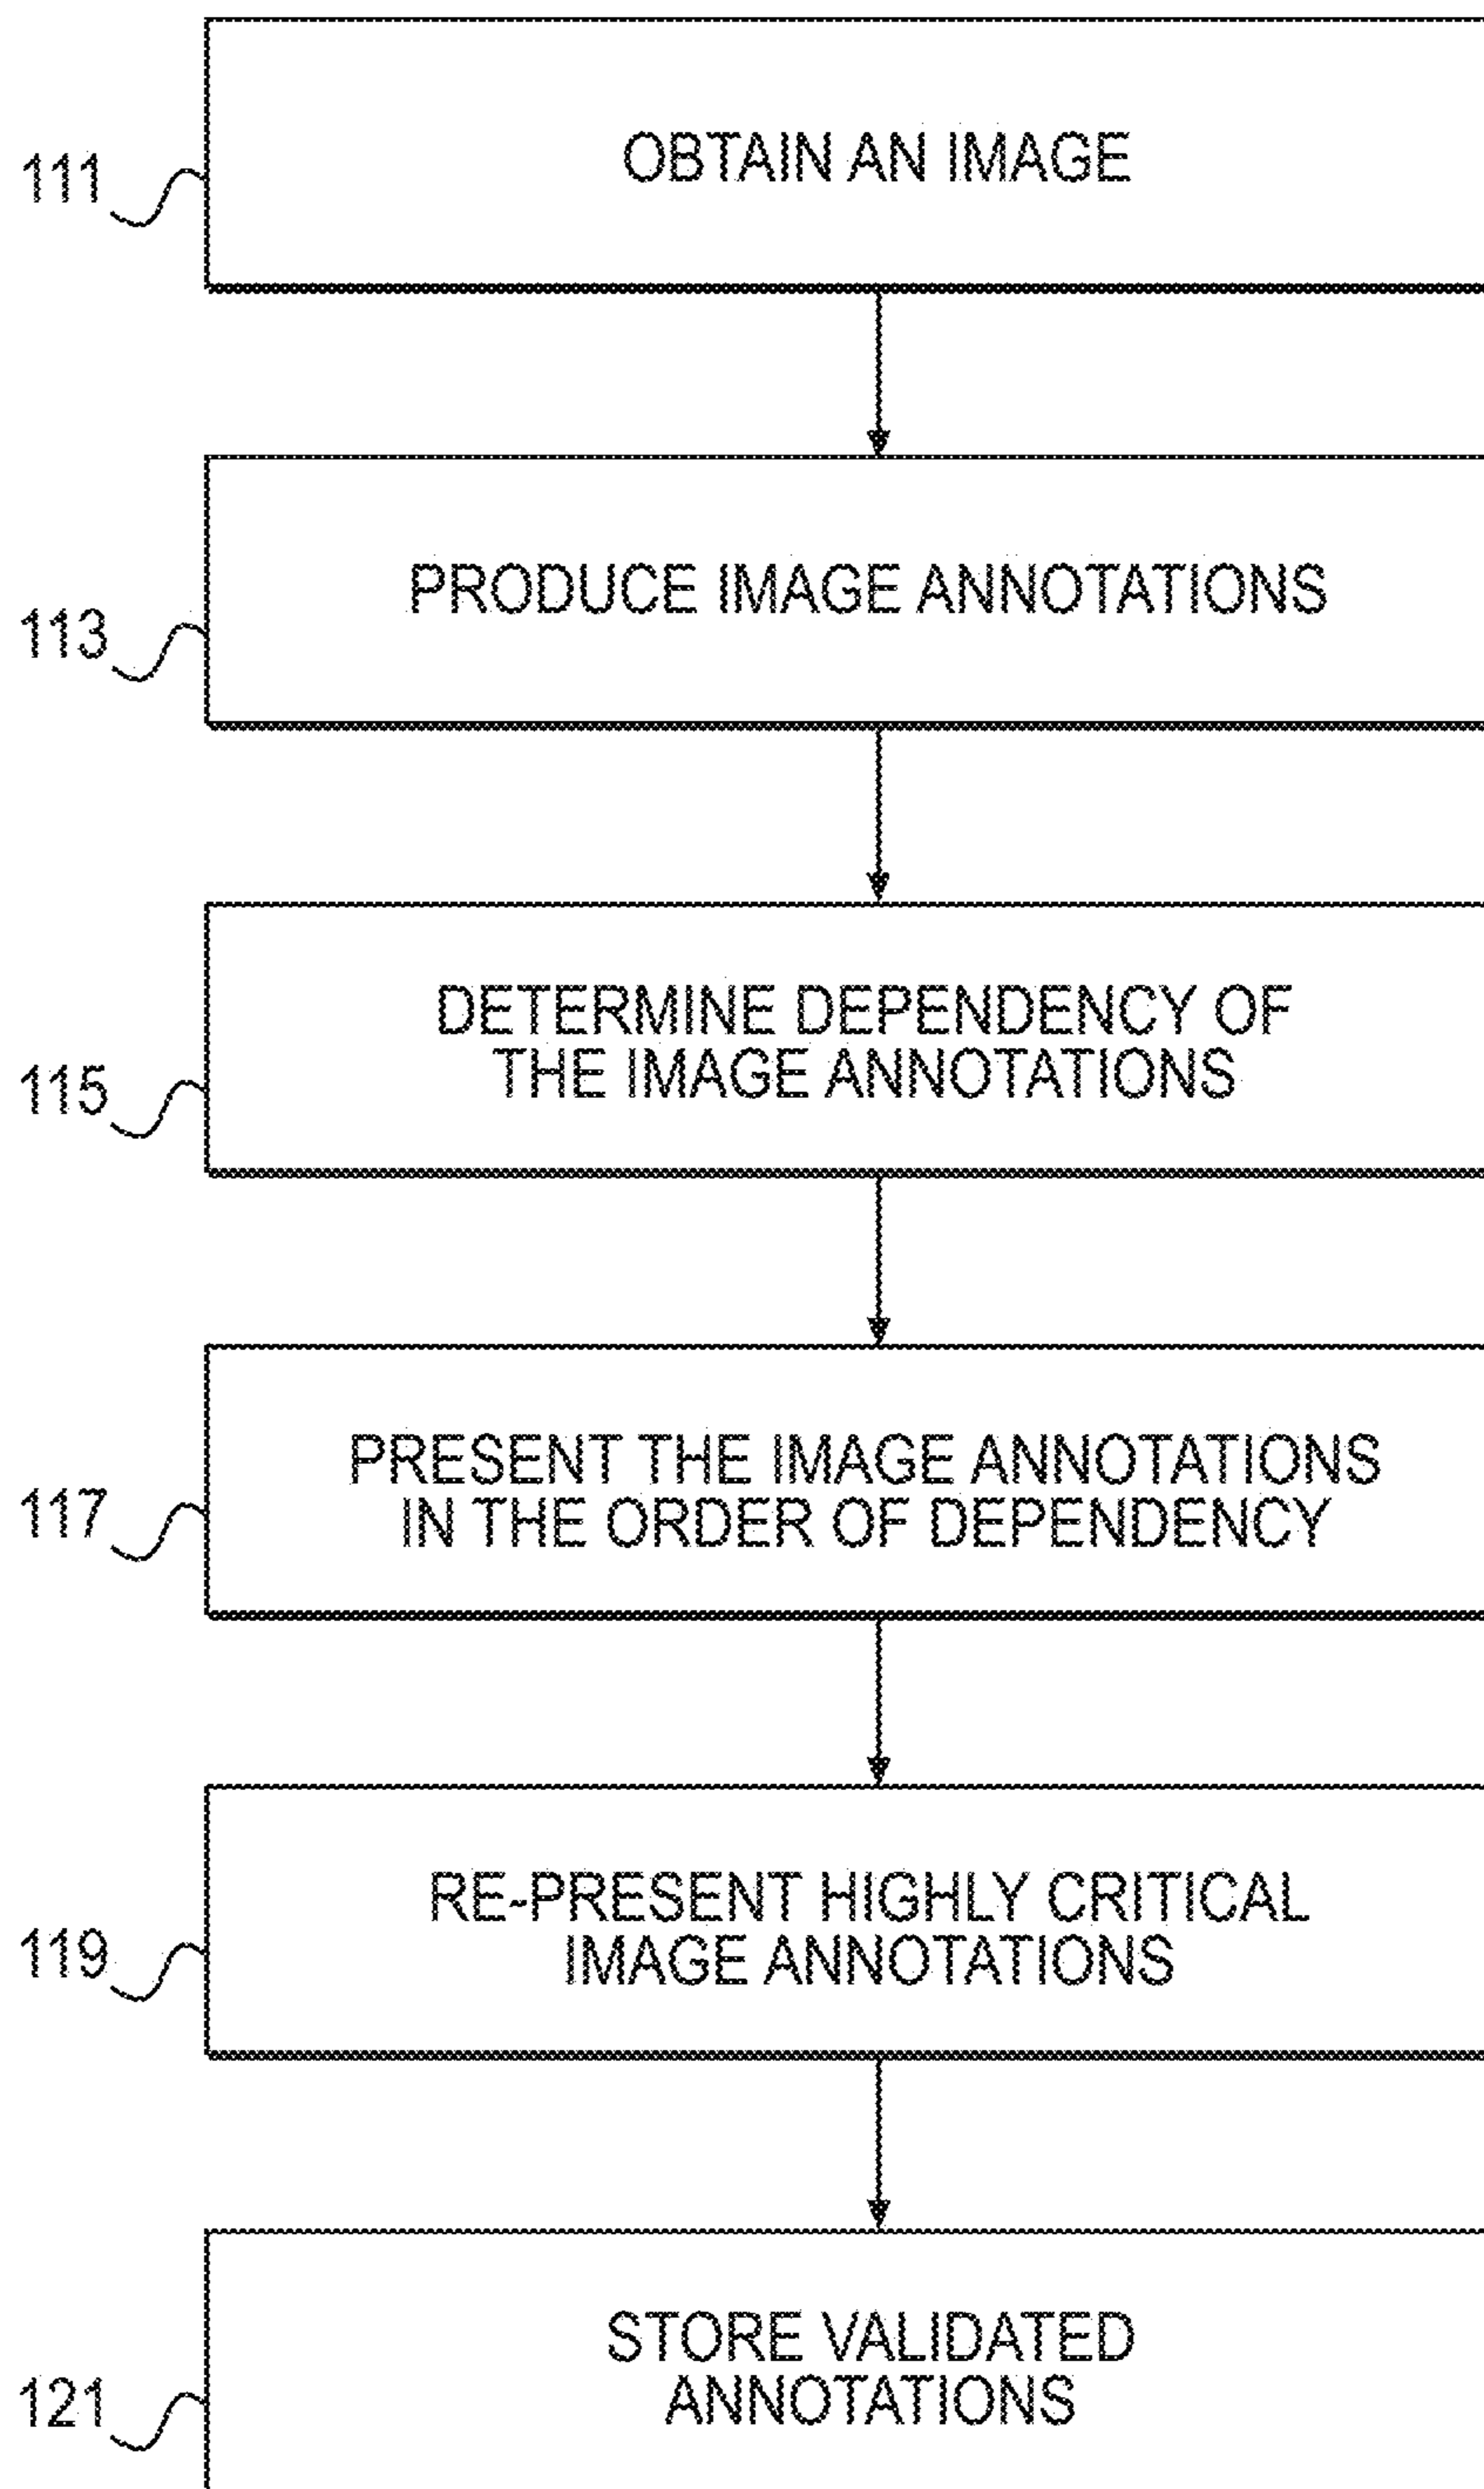 111
OBTAIN AN IMAGE
113
PRODUCE IMAGE ANNOTATIONS
115
DETERMINE DEPENDENCY OF
THE IMAGE ANNOTATIONS
117
PRESENT THE IMAGE ANNOTATIONS
IN THE ORDER OF DEPENDENCY
119
RE-PRESENT HIGHLY CRITICAL
IMAGE ANNOTATIONS
121
STORE VALIDATED
ANNOTATIONS